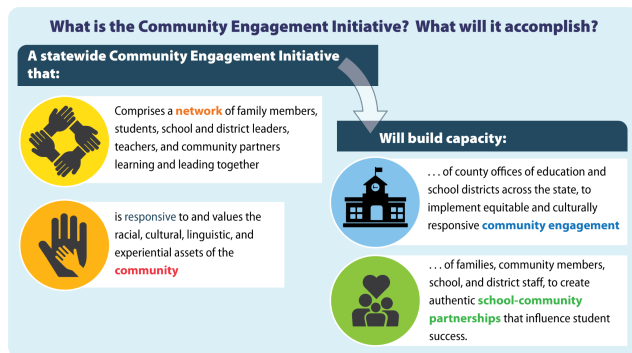 What is the Community Engagement Initiative? What will it accomplish?
A statewide Community Engagement Initiative
that:
Comprises a network of family members,
students, school and district leaders,
teachers, and community partners
learning and leading together
is responsive to and values the
racial, cultural, linguistic, and
experiential assets of the
community
Will build capacity:
. . . of county offices of education and
school districts across the state, to
implement equitable and culturally
responsive community engagement
. . . of families, community members,
school, and district staff, to create
authentic school-community
partnerships that influence student
success.